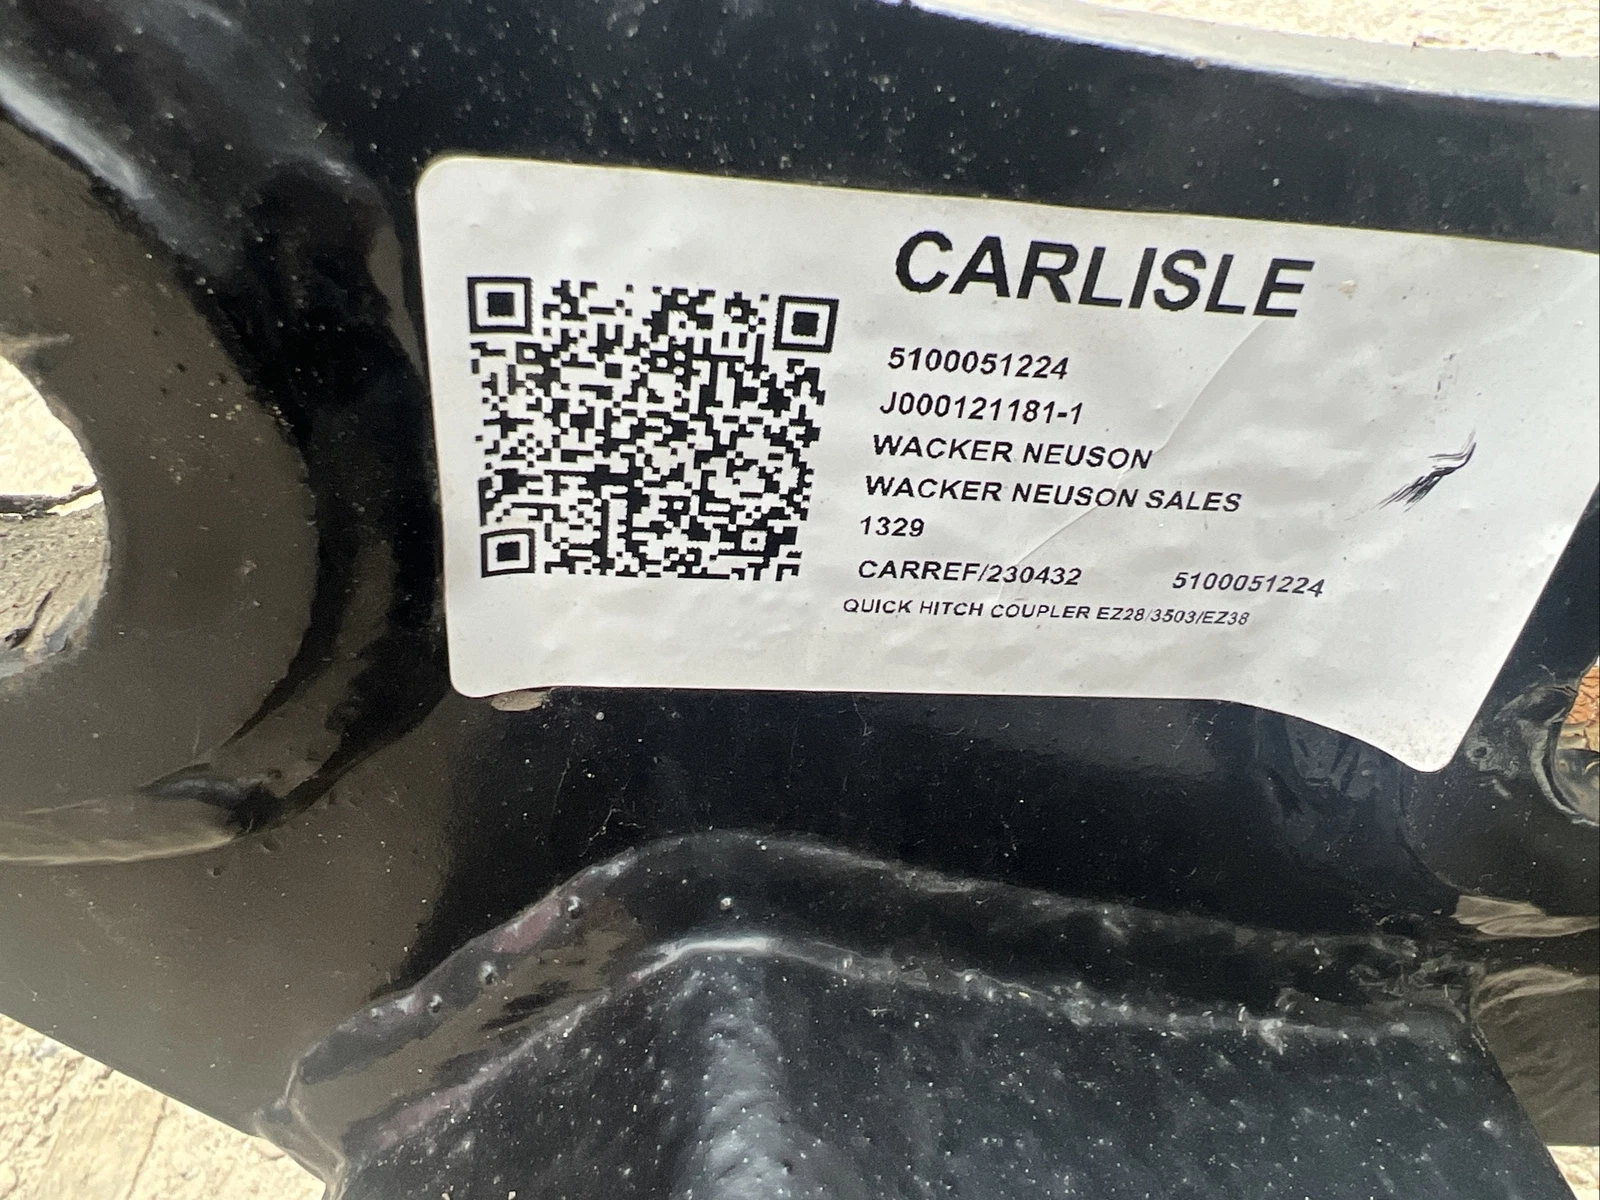 CARLISLE
5100051224
J000121181-1
WACKER NEUSON
WACKER NEUSON SALES
1329
CARREF/230432 5100051224
QUICK HITCH COUPLER EZ28/3503/EZ38